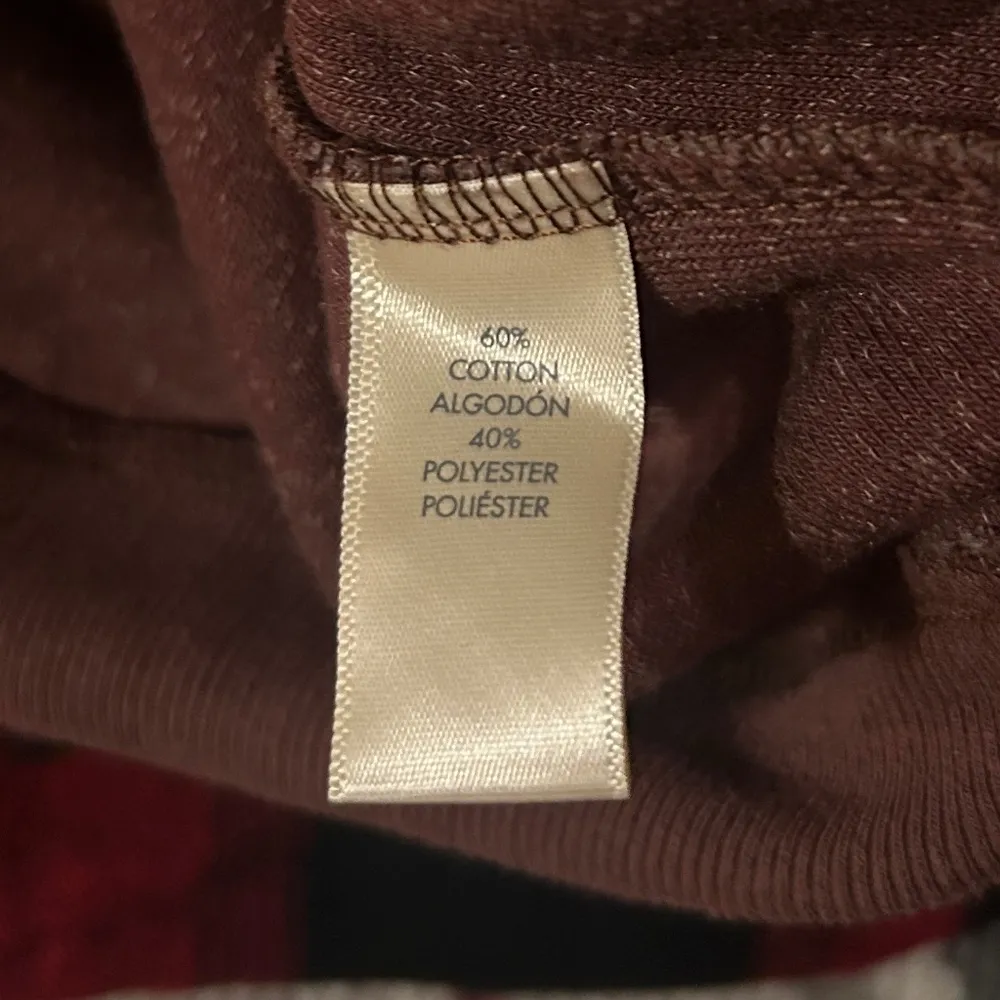 60%
COTTON
ALGODÓN
40%
POLYESTER
POLIÉSTER